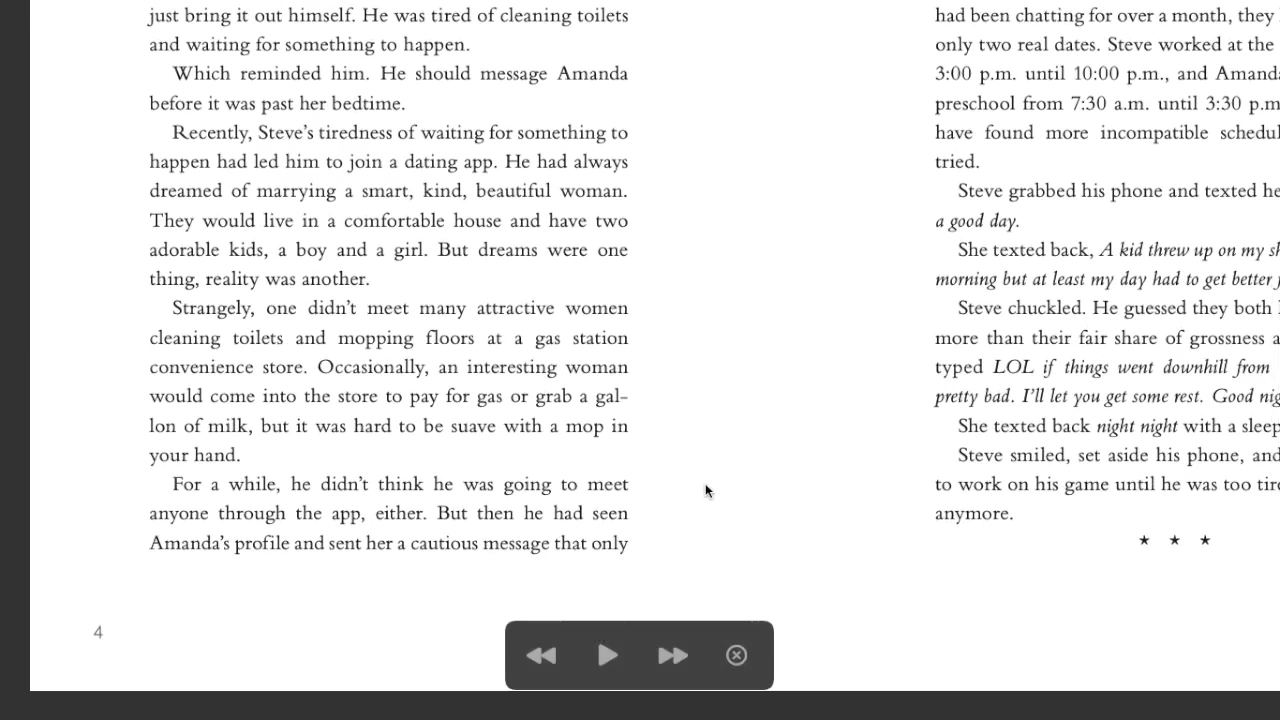 just bring it out himself. He was tired of cleaning toilets
and waiting for something to happen.
Which reminded him. He should message Amanda
before it was past her bedtime.
Recently, Steve’s tiredness of waiting for something to
happen had led him to join a dating app. He had always
dreamed of marrying a smart, kind, beautiful woman.
They would live in a comfortable house and have two
adorable kids, a boy and a girl. But dreams were one
thing, reality was another.
Strangely, one didn’t meet many attractive women
cleaning toilets and mopping floors at a gas station
convenience store. Occasionally, an interesting woman
would come into the store to pay for gas or grab a gal-
lon of milk, but it was hard to be suave with a mop in
your hand.
For a while, he didn’t think he was going to meet
anyone through the app, either. But then he had seen
Amanda’s profile and sent her a cautious message that only
4
had been chatting for over a month, they
only two real dates. Steve worked at the
3:00 p.m. until 10:00 p.m., and
preschool from 7:30 a.m. until 3:30
have found more incompatible
tried.
Steve grabbed his phone and texted
a good day.
She texted back, A kid threw up on my
morning but at least my day had to get better
Steve chuckled. He guessed they both
more than their fair share of grossness
typed LOL if things went downhill from
pretty bad. I’ll let you get some rest. Good
She texted back night night with a
Steve smiled, set aside his phone, and
to work on his game until he was too
anymore.
★ ★ ★